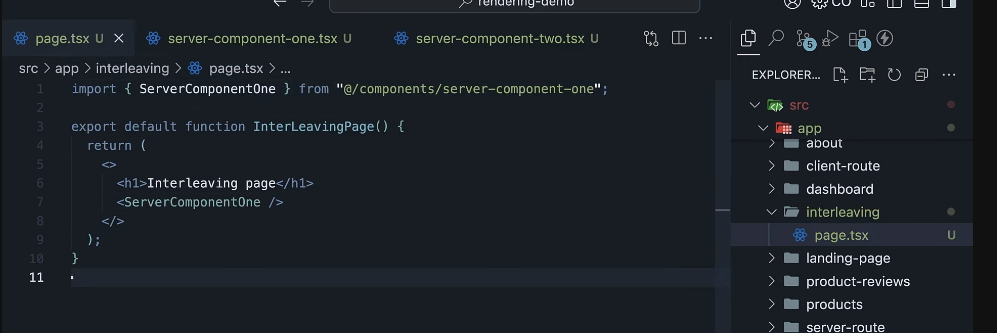 rendering-demo
CO
page.tsx U
server-component-one.tsx U
server-component-two.tsx U
5
1
src > app > interleaving > page.tsx > ...
EXPLORER...
1 import { ServerComponentOne } from "@/components/server-component-one";
2
3 export default function InterLeavingPage() {
4 return (
5 <>
6 <h1>Interleaving page</h1>
7 <ServerComponentOne />
8 </>
9 );
10 }
11
src
app
about
client-route
dashboard
interleaving
page.tsx U
landing-page
product-reviews
products
server-route